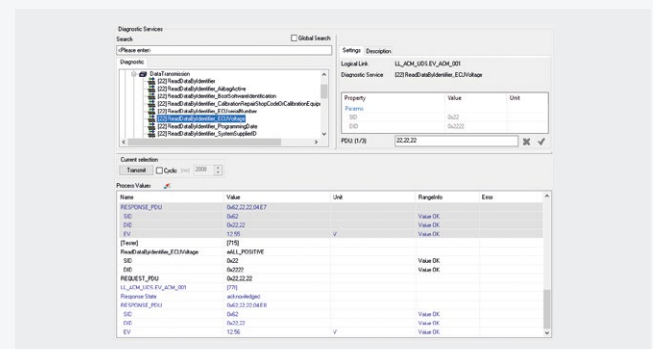 Diagnostic Services
Search
Global Search
<Please enter>
Diagnostic
DataTransmission
[22] ReadDataByIdentifier
[22] ReadDataByIdentifier_AirbagActive
[22] ReadDataByIdentifier_BootSoftwareIdentification
[22] ReadDataByIdentifier_CalibrationRepairShopCodeOrCalibrationEquip
[22] ReadDataByIdentifier_ECUSerialNumber
[22] ReadDataByIdentifier_ECUVoltage
[22] ReadDataByIdentifier_ProgrammingDate
[22] ReadDataByIdentifier_SystemSupplierID
Settings Description
Logical Link LL_ACM_UDS.EV_ACM_001
Diagnostic Service [22] ReadDataByIdentifier_ECUVoltage
Property Value Unit
Params
SID 0x22
DID 0x2222
PDU: (1/3) 22,22,22
Current selection
Transmit Cyclic 2000
Process Values
Name Value Unit RangeInfo Error
RESPONSE_PDU 0x62,22,22,04,E7
SID 0x62 Value OK
DID 0x22,22 Value OK
EV 12.55 V Value OK
[Tester] [715]
ReadDataByIdentifier_ECUVoltage eALL_POSITIVE
SID 0x22 Value OK
DID 0x2222 Value OK
REQUEST_PDU 0x22,22,22
LL_ACM_UDS.EV_ACM_001 [77F]
Response State acknowledged
RESPONSE_PDU 0x62,22,22,04,E8
SID 0x62 Value OK
DID 0x22,22 Value OK
EV 12.56 V Value OK